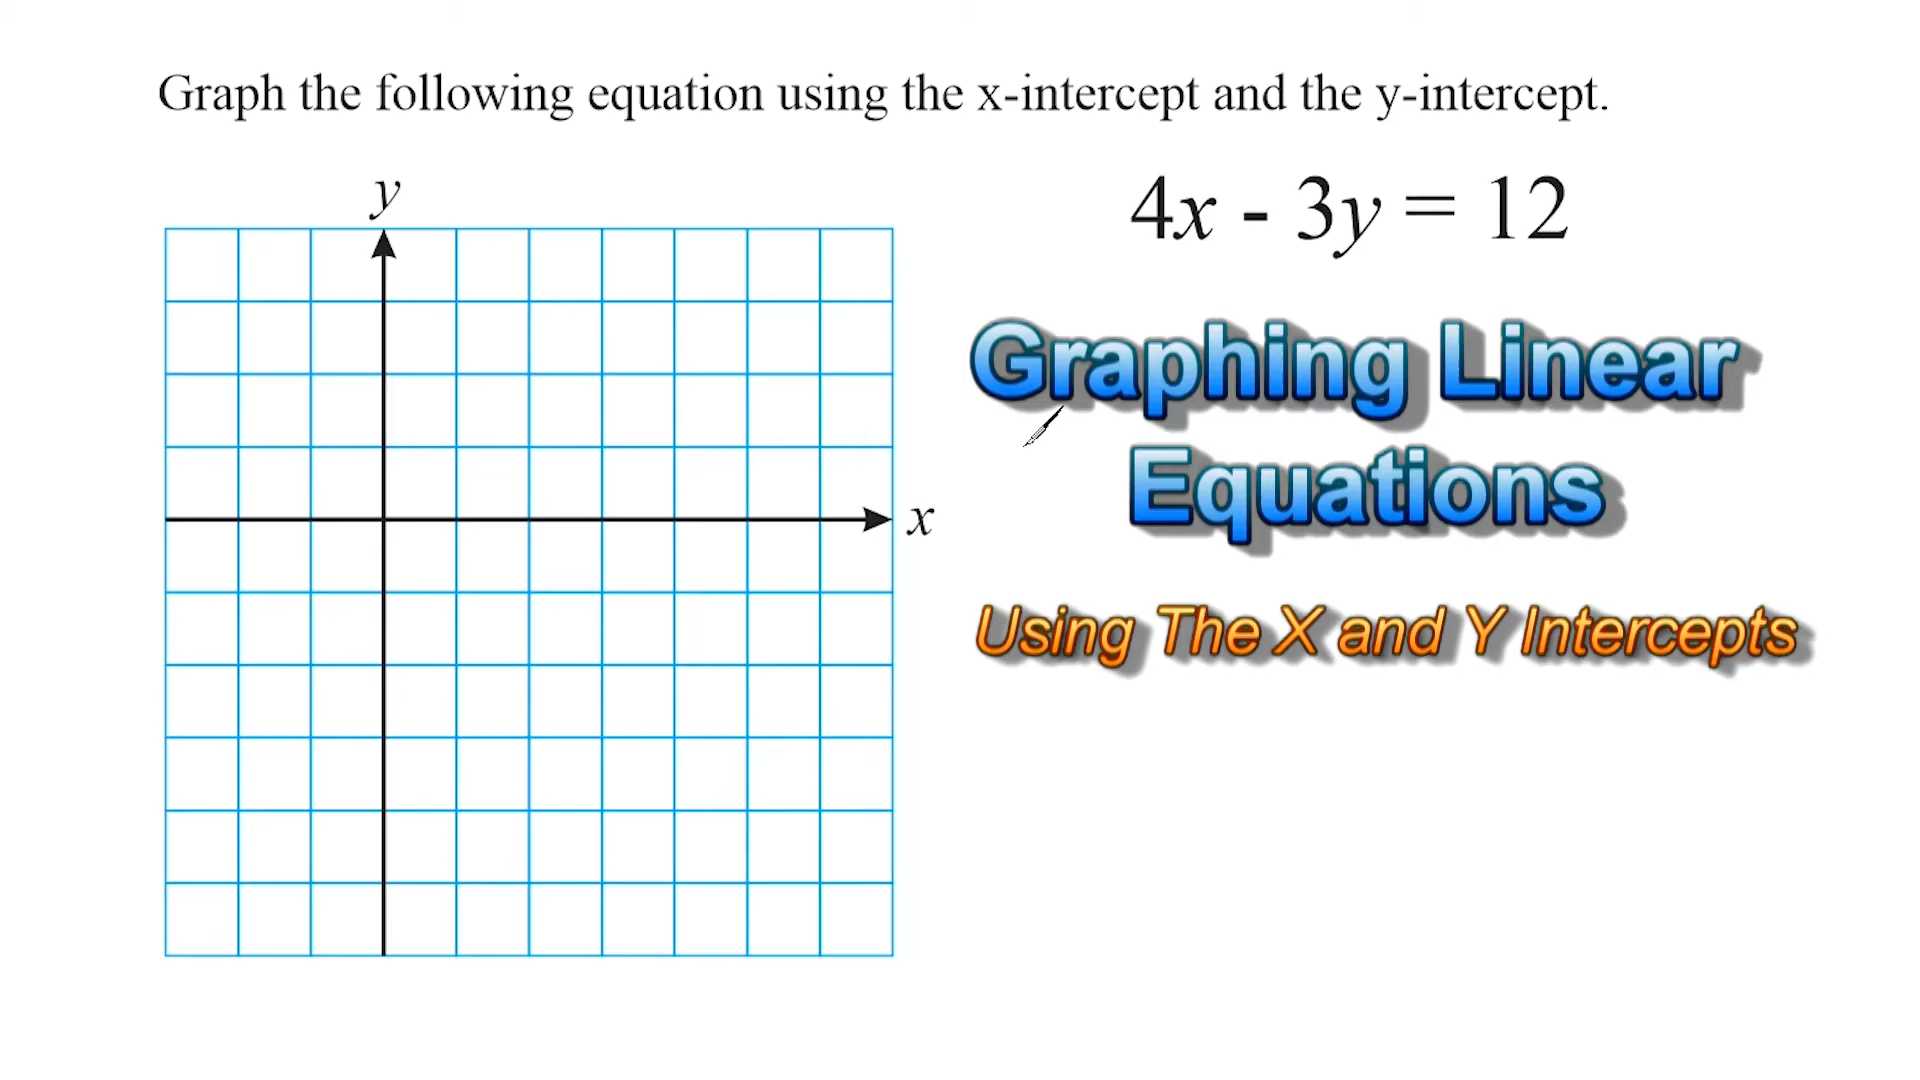 Graph the following equation using the x-intercept and the y-intercept.
y
4x - 3y = 12
Graphing Linear
Equations
x
Using The X and Y Intercepts